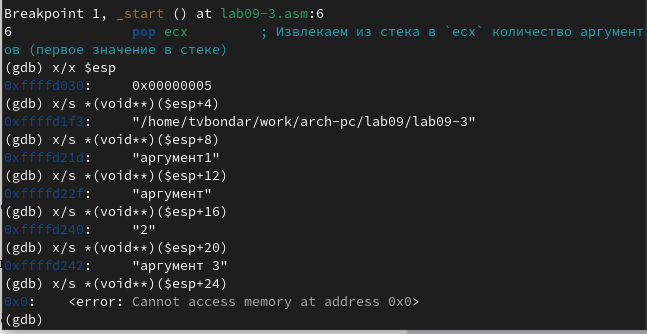 Breakpoint 1, _start () at lab09-3.asm:6
6 pop ecx ; Извлекаем из стека в `ecx` количество аргумент
ов (первое значение в стеке)
(gdb) x/x $esp
0xffffd030: 0x00000005
(gdb) x/s *(void**)($esp+4)
0xffffd1f3: "/home/tvbondar/work/arch-pc/lab09/lab09-3"
(gdb) x/s *(void**)($esp+8)
0xffffd21d: "аргумент1"
(gdb) x/s *(void**)($esp+12)
0xffffd22f: "аргумент"
(gdb) x/s *(void**)($esp+16)
0xffffd240: "2"
(gdb) x/s *(void**)($esp+20)
0xffffd242: "аргумент 3"
(gdb) x/s *(void**)($esp+24)
0x0: <error: Cannot access memory at address 0x0>
(gdb)